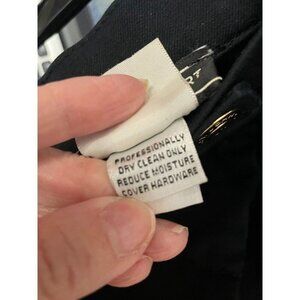 PROFESSIONALLY
DRY CLEAN ONLY
REDUCE MOISTURE
COVER HARDWARE